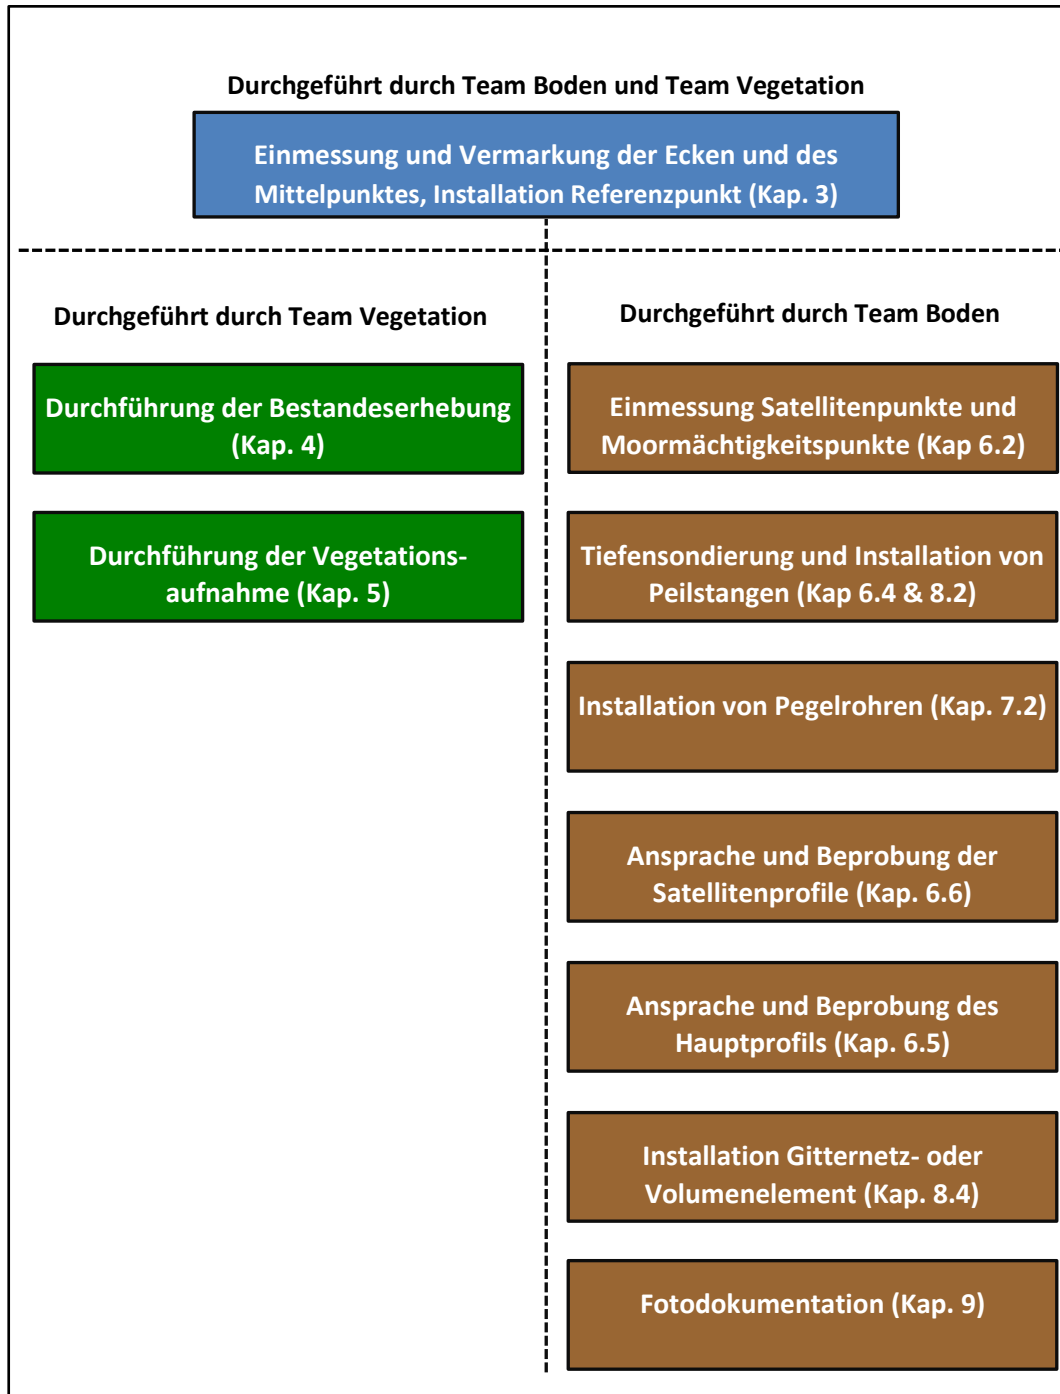 Durchgeführt durch Team Boden und Team Vegetation
Einmessung und Vermarkung der Ecken und des
Mittelpunktes, Installation Referenzpunkt (Kap. 3)
Durchgeführt durch Team Vegetation
Durchführung der Bestandeserhebung
(Kap. 4)
Durchführung der Vegetations-
aufnahme (Kap. 5)
Durchgeführt durch Team Boden
Einmessung Satellitenpunkte und
Moormächtigkeitspunkte (Kap 6.2)
Tiefensondierung und Installation von
Peilstangen (Kap 6.4 & 8.2)
Installation von Pegelrohren (Kap. 7.2)
Ansprache und Beprobung der
Satellitenprofile (Kap. 6.6)
Ansprache und Beprobung des
Hauptprofils (Kap. 6.5)
Installation Gitternetz- oder
Volumenelement (Kap. 8.4)
Fotodokumentation (Kap. 9)